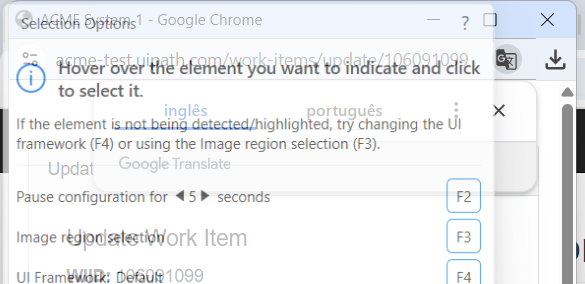 ACME System 1 - Google Chrome
Selection Options
?
acme-test.uipath.com/work-items/update/106091099
Hover over the element you want to indicate and click
to select it.
inglês português
If the element is not being detected/highlighted, try changing the UI
framework (F4) or using the Image region selection (F3).
Google Translate
Updat
Pause configuration for 5 seconds F2
Image region selection F3
Update Work Item
UI Framework: Default F4
WIID: 106091099